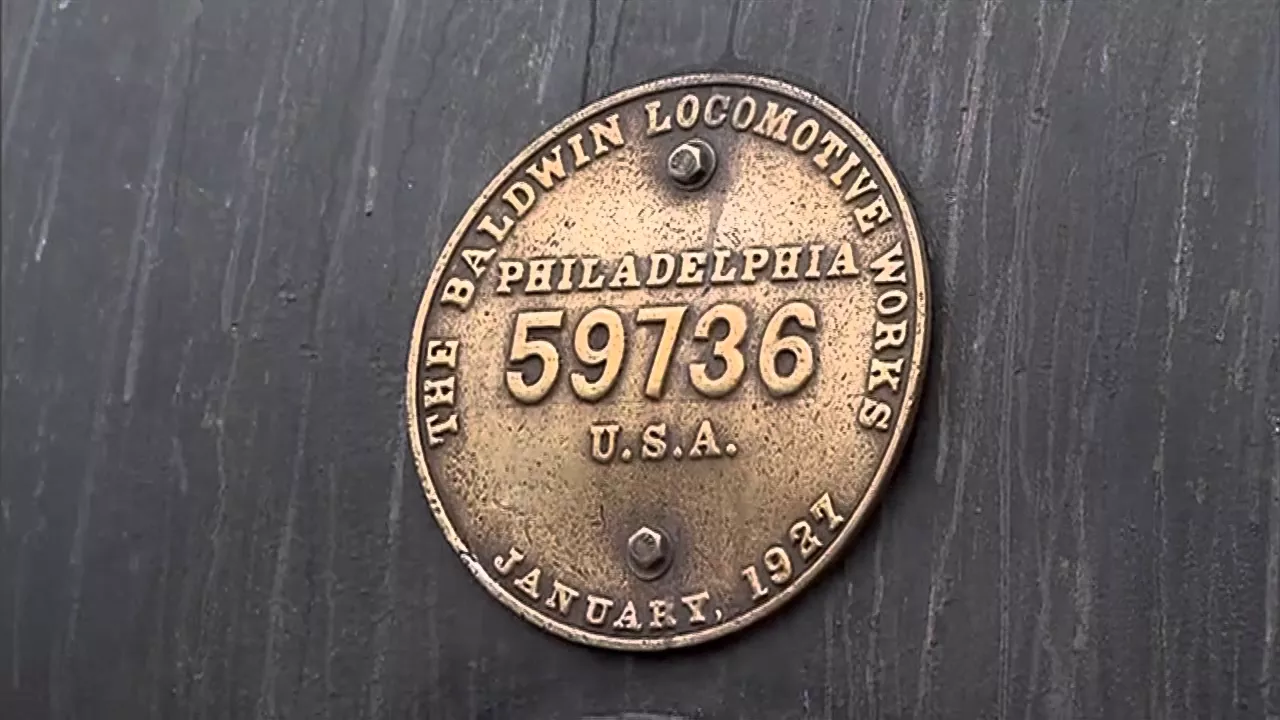 THE BALDWIN LOCOMOTIVE WORKS
PHILADELPHIA
59736
U.S.A.
JANUARY, 1927